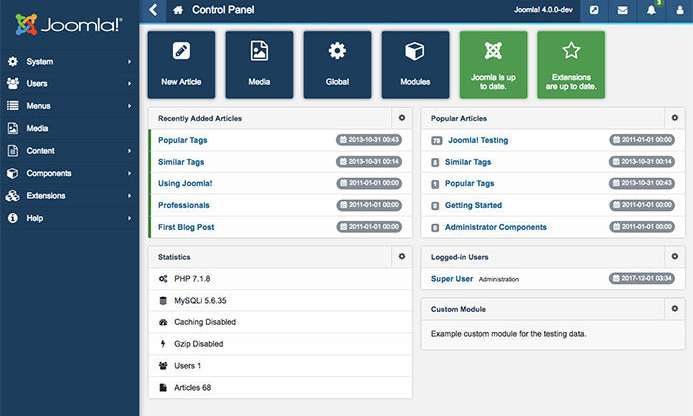 Joomla!®
Control Panel
Joomla! 4.0.0-dev
3
System
Users
Menus
Media
Content
Components
Extensions
Help
New Article
Media
Global
Modules
Joomla is up
to date.
Extensions
are up to date.
Recently Added Articles
Popular Tags 2013-10-31 00:43
Similar Tags 2013-10-31 00:14
Using Joomla! 2011-01-01 00:00
Professionals 2011-01-01 00:00
First Blog Post 2011-01-01 00:00
Popular Articles
Joomla! Testing 2011-01-01 00:00
Similar Tags 2013-10-31 00:14
1 Popular Tags 2013-10-31 00:43
Getting Started 2011-01-01 00:00
Administrator Components 2011-01-01 00:00
Statistics
PHP 7.1.8
MySQLi 5.6.35
Caching Disabled
Gzip Disabled
Users 1
Articles 68
Logged-in Users
Super User Administration 2017-12-01 03:34
Custom Module
Example custom module for the testing data.